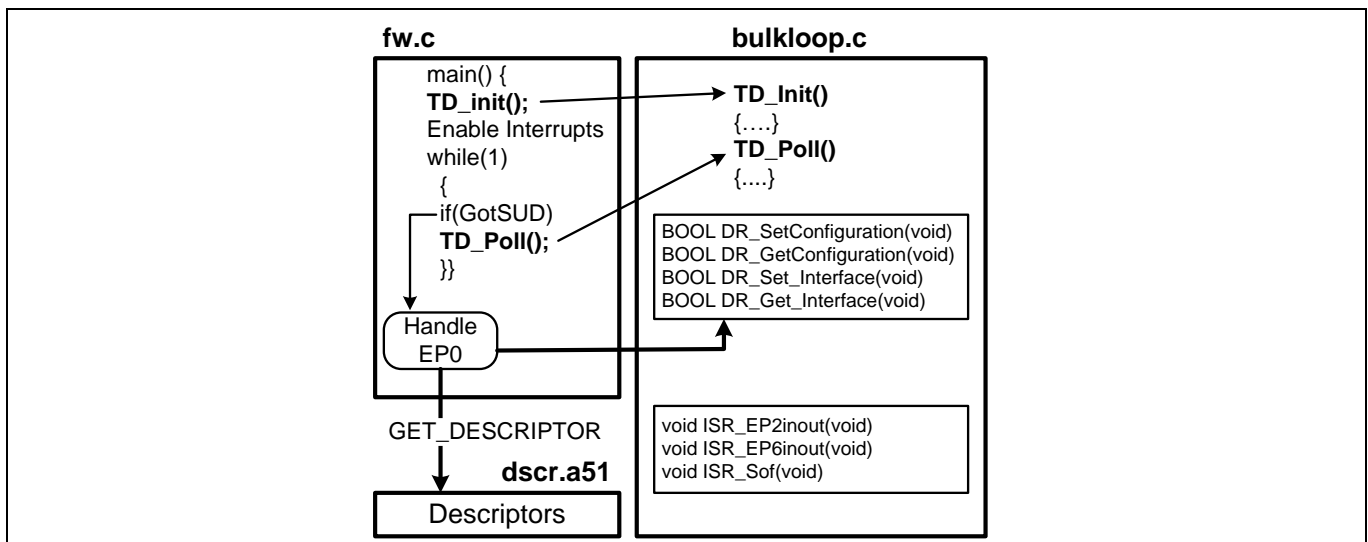 fw.c
main() {
TD_init();
Enable Interrupts
while(1)
{
if(GotSUD)
TD_Poll();
}}
Handle
EP0
GET_DESCRIPTOR
dscr.a51
Descriptors
bulkloop.c
TD_Init()
{....}
TD_Poll()
{....}
BOOL DR_SetConfiguration(void)
BOOL DR_GetConfiguration(void)
BOOL DR_Set_Interface(void)
BOOL DR_Get_Interface(void)
void ISR_EP2inout(void)
void ISR_EP6inout(void)
void ISR_Sof(void)